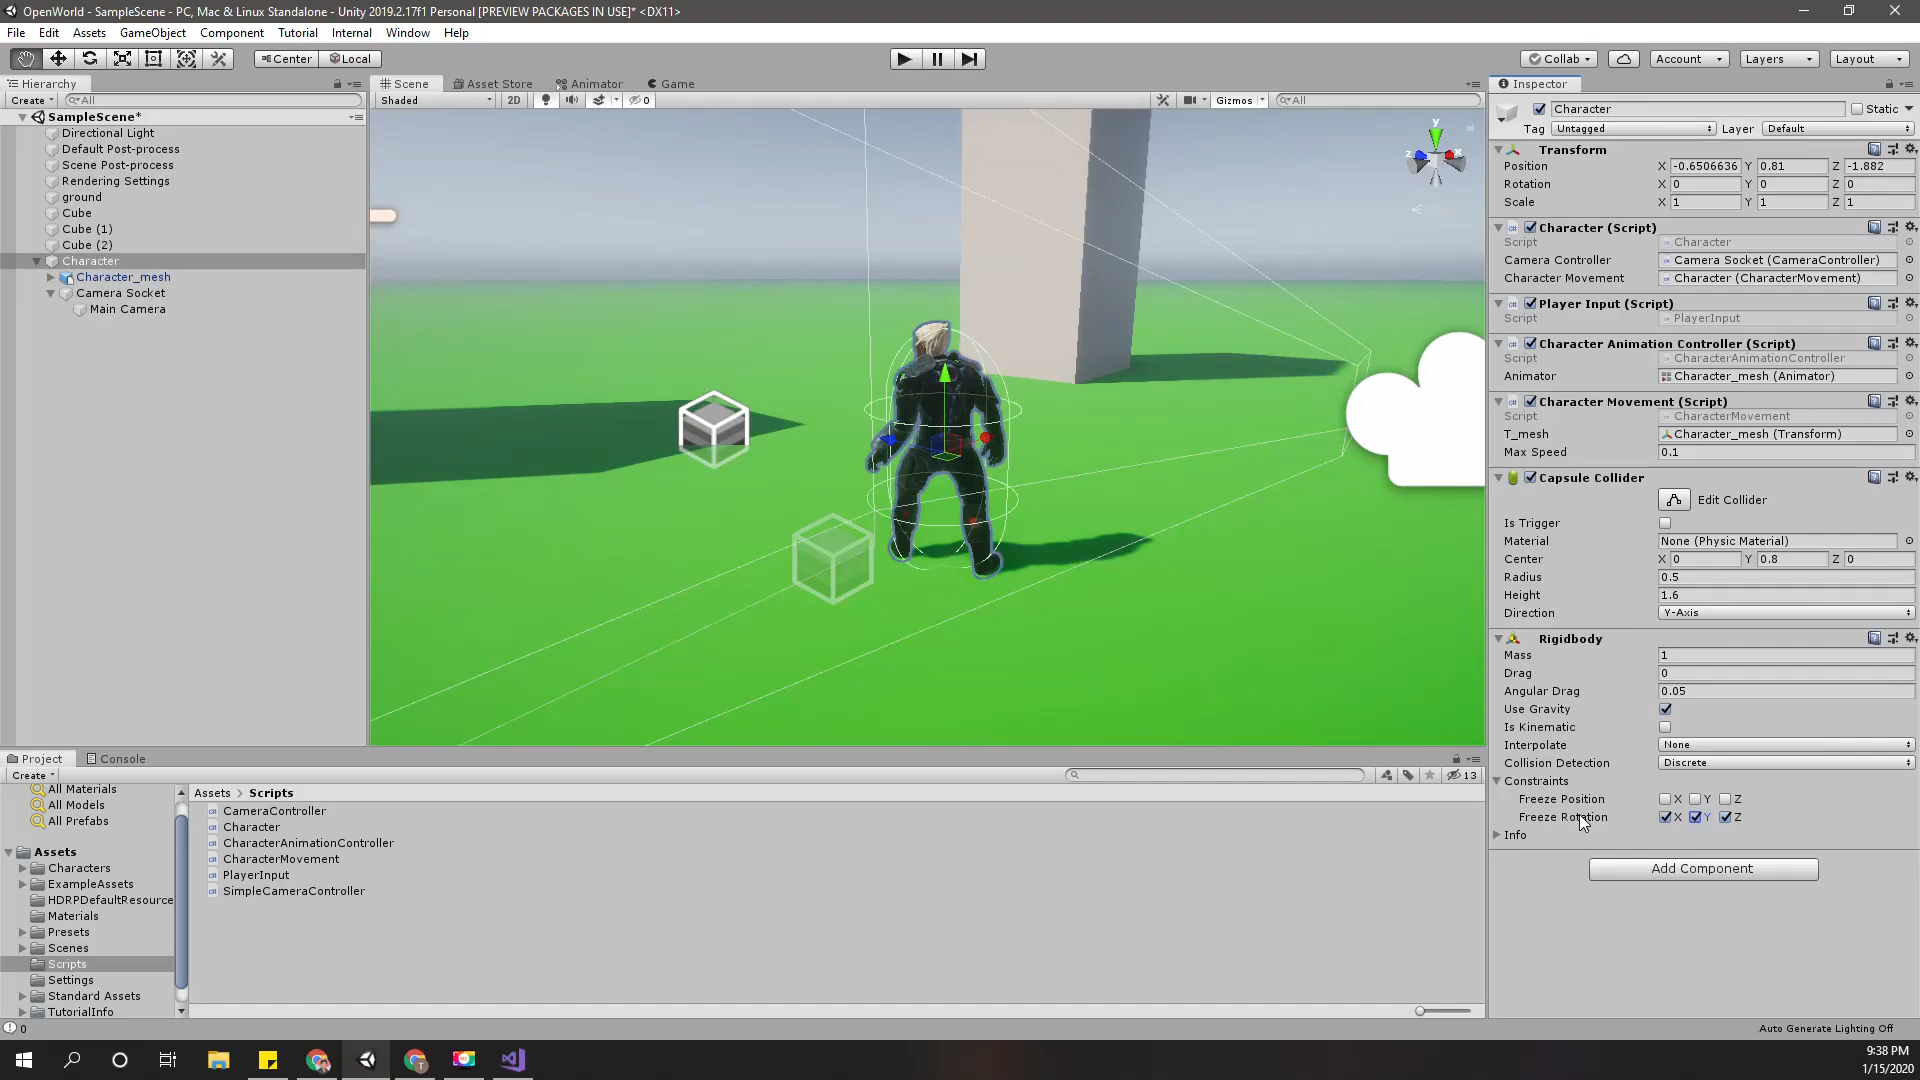 OpenWorld - SampleScene - PC, Mac & Linux Standalone - Unity 2019.2.17f1 Personal [PREVIEW PACKAGES IN USE]* <DX11>
File Edit Assets GameObject Component Tutorial Internal Window Help
Center Local Collab Account Layers Layout
Hierarchy
Create All
SampleScene*
Directional Light
Default Post-process
Scene Post-process
Rendering Settings
ground
Cube
Cube (1)
Cube (2)
Character
Character_mesh
Camera Socket
Main Camera
Scene Asset Store Animator Game
Shaded 2D 0 Gizmos All
y
z x
Inspector
Character Static
Tag Untagged Layer Default
Transform
Position X -0.6506636 Y 0.81 Z -1.882
Rotation X 0 Y 0 Z 0
Scale X 1 Y 1 Z 1
Character (Script)
Script Character
Camera Controller Camera Socket (CameraController)
Character Movement Character (CharacterMovement)
Player Input (Script)
Script PlayerInput
Character Animation Controller (Script)
Script CharacterAnimationController
Animator Character_mesh (Animator)
Character Movement (Script)
Script CharacterMovement
T_mesh Character_mesh (Transform)
Max Speed 0.1
Capsule Collider
Edit Collider
Is Trigger
Material None (Physic Material)
Center X 0 Y 0.8 Z 0
Radius 0.5
Height 1.6
Direction Y-Axis
Rigidbody
Mass 1
Drag 0
Angular Drag 0.05
Use Gravity
Is Kinematic
Interpolate None
Collision Detection Discrete
Constraints
Freeze Position X Y Z
Freeze Rotation X Y Z
Info
Add Component
Project Console
Create 13
All Materials
All Models
All Prefabs
Assets
Characters
ExampleAssets
HDRPDefaultResource
Materials
Presets
Scenes
Scripts
Settings
Standard Assets
TutorialInfo
Assets > Scripts
CameraController
Character
CharacterAnimationController
CharacterMovement
PlayerInput
SimpleCameraController
0
Auto Generate Lighting Off
9:38 PM
1/15/2020